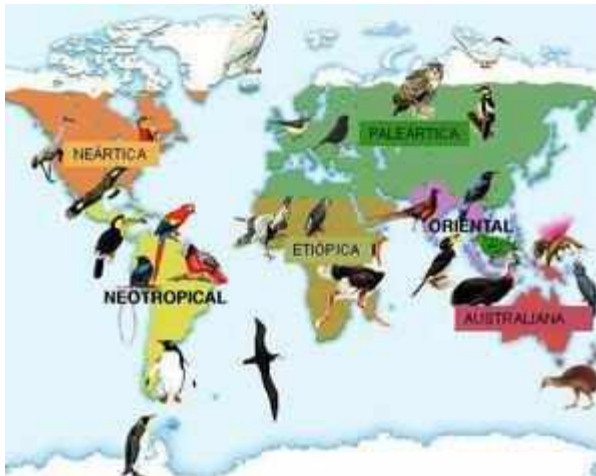 PALEÁRTICA
NEÁRTICA
ORIENTAL
ETIÓPICA
NEOTROPICAL
AUSTRALIANA